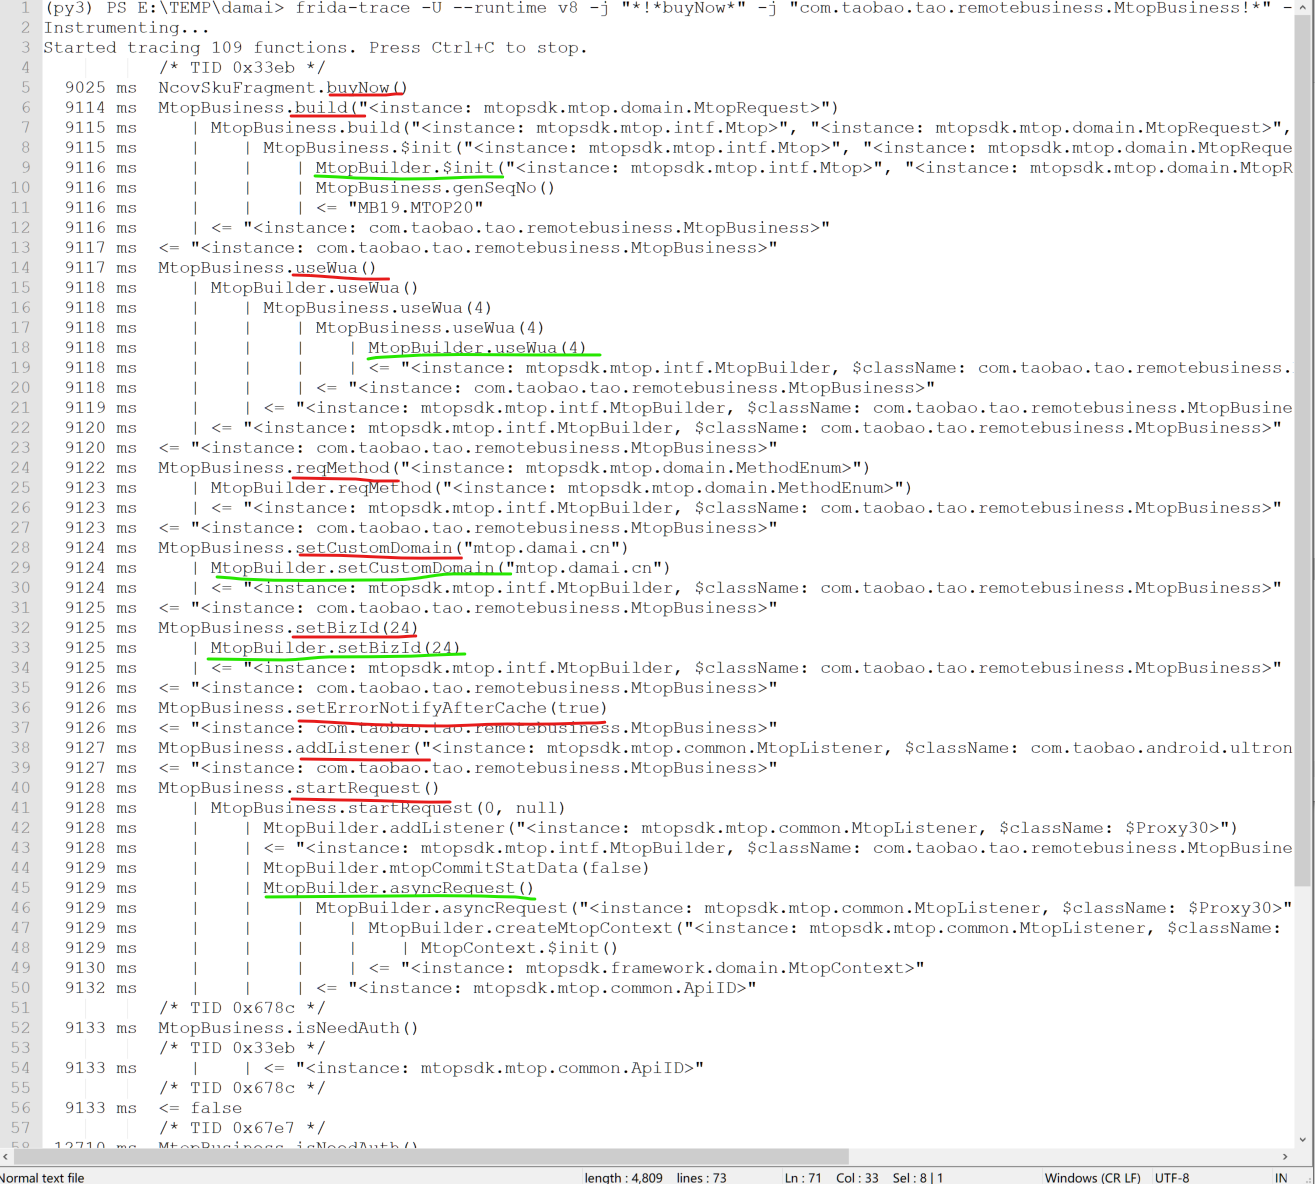 1 (py3) PS E:\TEMP\damai> frida-trace -U --runtime v8 -j "*!*buyNow*" -j "com.taobao.tao.remotebusiness.MtopBusiness!*" -
2 Instrumenting...
3 Started tracing 109 functions. Press Ctrl+C to stop.
4 /* TID 0x33eb */
5 9025 ms NcovSkuFragment.buyNow()
6 9114 ms MtopBusiness.build("<instance: mtopsdk.mtop.domain.MtopRequest>")
7 9115 ms | MtopBusiness.build("<instance: mtopsdk.mtop.intf.Mtop>", "<instance: mtopsdk.mtop.domain.MtopRequest>",
8 9115 ms | | MtopBusiness.$init("<instance: mtopsdk.mtop.intf.Mtop>", "<instance: mtopsdk.mtop.domain.MtopReque
9 9116 ms | | | MtopBuilder.$init("<instance: mtopsdk.mtop.intf.Mtop>", "<instance: mtopsdk.mtop.domain.MtopR
10 9116 ms | | | MtopBusiness.genSeqNo()
11 9116 ms | | | <= "MB19.MTOP20"
12 9116 ms | <= "<instance: com.taobao.tao.remotebusiness.MtopBusiness>"
13 9117 ms <= "<instance: com.taobao.tao.remotebusiness.MtopBusiness>"
14 9117 ms MtopBusiness.useWua()
15 9118 ms | MtopBuilder.useWua()
16 9118 ms | | MtopBusiness.useWua(4)
17 9118 ms | | | MtopBusiness.useWua(4)
18 9118 ms | | | | MtopBuilder.useWua(4)
19 9118 ms | | | | <= "<instance: mtopsdk.mtop.intf.MtopBuilder, $className: com.taobao.tao.remotebusiness.
20 9118 ms | | | <= "<instance: com.taobao.tao.remotebusiness.MtopBusiness>"
21 9119 ms | | <= "<instance: mtopsdk.mtop.intf.MtopBuilder, $className: com.taobao.tao.remotebusiness.MtopBusine
22 9120 ms | <= "<instance: mtopsdk.mtop.intf.MtopBuilder, $className: com.taobao.tao.remotebusiness.MtopBusiness>"
23 9120 ms <= "<instance: com.taobao.tao.remotebusiness.MtopBusiness>"
24 9122 ms MtopBusiness.reqMethod("<instance: mtopsdk.mtop.domain.MethodEnum>")
25 9123 ms | MtopBuilder.reqMethod("<instance: mtopsdk.mtop.domain.MethodEnum>")
26 9123 ms | <= "<instance: mtopsdk.mtop.intf.MtopBuilder, $className: com.taobao.tao.remotebusiness.MtopBusiness>"
27 9123 ms <= "<instance: com.taobao.tao.remotebusiness.MtopBusiness>"
28 9124 ms MtopBusiness.setCustomDomain("mtop.damai.cn")
29 9124 ms | MtopBuilder.setCustomDomain("mtop.damai.cn")
30 9124 ms | <= "<instance: mtopsdk.mtop.intf.MtopBuilder, $className: com.taobao.tao.remotebusiness.MtopBusiness>"
31 9125 ms <= "<instance: com.taobao.tao.remotebusiness.MtopBusiness>"
32 9125 ms MtopBusiness.setBizId(24)
33 9125 ms | MtopBuilder.setBizId(24)
34 9125 ms | <= "<instance: mtopsdk.mtop.intf.MtopBuilder, $className: com.taobao.tao.remotebusiness.MtopBusiness>"
35 9126 ms <= "<instance: com.taobao.tao.remotebusiness.MtopBusiness>"
36 9126 ms MtopBusiness.setErrorNotifyAfterCache(true)
37 9126 ms <= "<instance: com.taobao.tao.remotebusiness.MtopBusiness>"
38 9127 ms MtopBusiness.addListener("<instance: mtopsdk.mtop.common.MtopListener, $className: com.taobao.android.ultron
39 9127 ms <= "<instance: com.taobao.tao.remotebusiness.MtopBusiness>"
40 9128 ms MtopBusiness.startRequest()
41 9128 ms | MtopBusiness.startRequest(0, null)
42 9128 ms | | MtopBuilder.addListener("<instance: mtopsdk.mtop.common.MtopListener, $className: $Proxy30>")
43 9128 ms | | <= "<instance: mtopsdk.mtop.intf.MtopBuilder, $className: com.taobao.tao.remotebusiness.MtopBusine
44 9129 ms | | MtopBuilder.mtopCommitStatData(false)
45 9129 ms | | MtopBuilder.asyncRequest()
46 9129 ms | | | MtopBuilder.asyncRequest("<instance: mtopsdk.mtop.common.MtopListener, $className: $Proxy30>"
47 9129 ms | | | | MtopBuilder.createMtopContext("<instance: mtopsdk.mtop.common.MtopListener, $className:
48 9129 ms | | | | | MtopContext.$init()
49 9130 ms | | | | <= "<instance: mtopsdk.framework.domain.MtopContext>"
50 9132 ms | | | <= "<instance: mtopsdk.mtop.common.ApiID>"
51 /* TID 0x678c */
52 9133 ms MtopBusiness.isNeedAuth()
53 /* TID 0x33eb */
54 9133 ms | | <= "<instance: mtopsdk.mtop.common.ApiID>"
55 /* TID 0x678c */
56 9133 ms <= false
57 /* TID 0x67e7 */
58 12710 ms MtopBusiness.isNeedAuth()
Normal text file length : 4,809 lines : 73 Ln : 71 Col : 33 Sel : 8 | 1 Windows (CR LF) UTF-8 IN